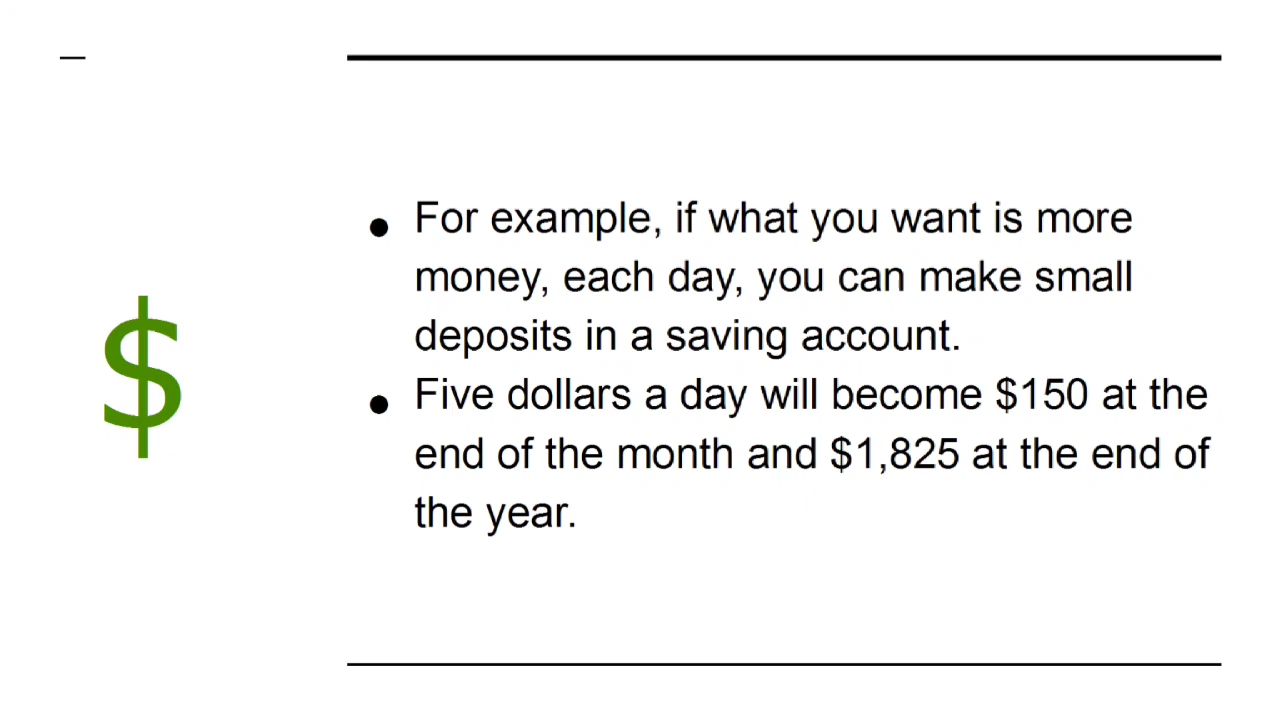 $
● For example, if what you want is more
money, each day, you can make small
deposits in a saving account.
● Five dollars a day will become $150 at the
end of the month and $1,825 at the end of
the year.